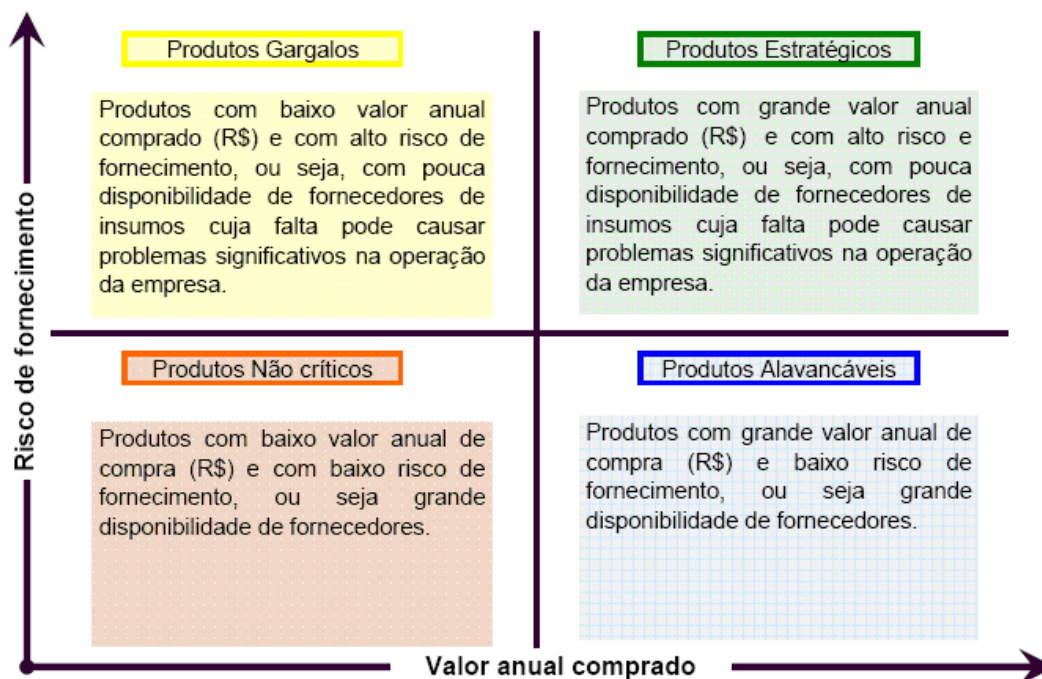 Produtos Gargalos
Produtos com baixo valor anual
comprado (R$) e com alto risco de
fornecimento, ou seja, com pouca
disponibilidade de fornecedores de
insumos cuja falta pode causar
problemas significativos na operação
da empresa.
Produtos Estratégicos
Produtos com grande valor anual
comprado (R$) e com alto risco e
fornecimento, ou seja, com pouca
disponibilidade de fornecedores de
insumos cuja falta pode causar
problemas significativos na operação
da empresa.
Risco de fornecimento
Produtos Não críticos
Produtos com baixo valor anual de
compra (R$) e com baixo risco de
fornecimento, ou seja grande
disponibilidade de fornecedores.
Produtos Alavancáveis
Produtos com grande valor anual de
compra (R$) e baixo risco de
fornecimento, ou seja grande
disponibilidade de fornecedores.
Valor anual comprado